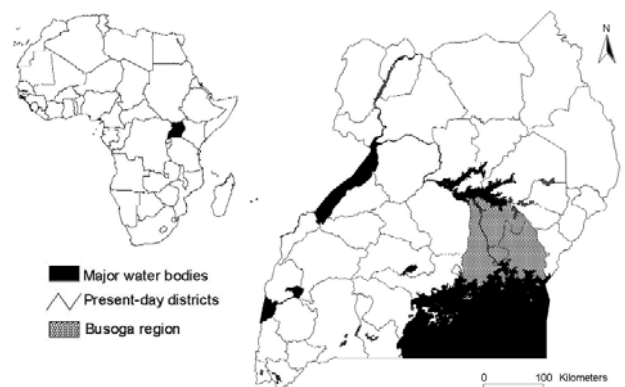 N
Major water bodies
Present-day districts
Busoga region
0 100 Kilometers